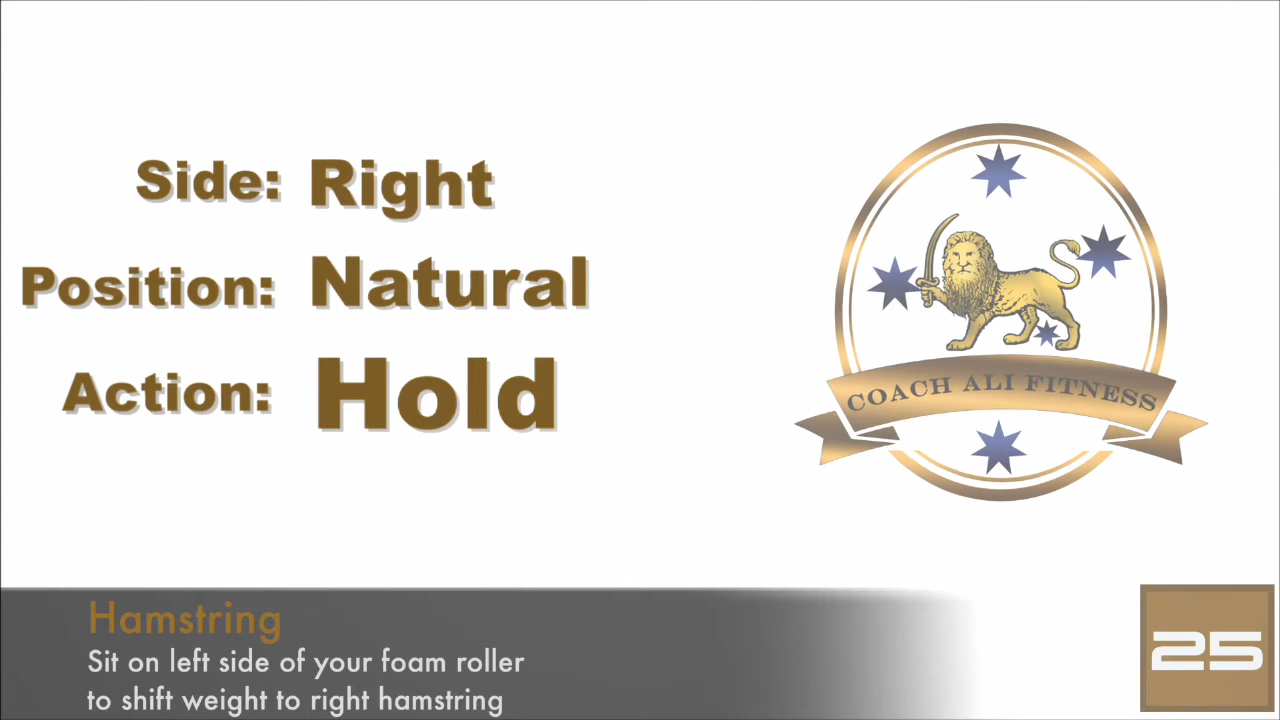 Side: Right
Position: Natural
Action: Hold
COACH ALI FITNESS
Hamstring
Sit on left side of your foam roller
to shift weight to right hamstring
25